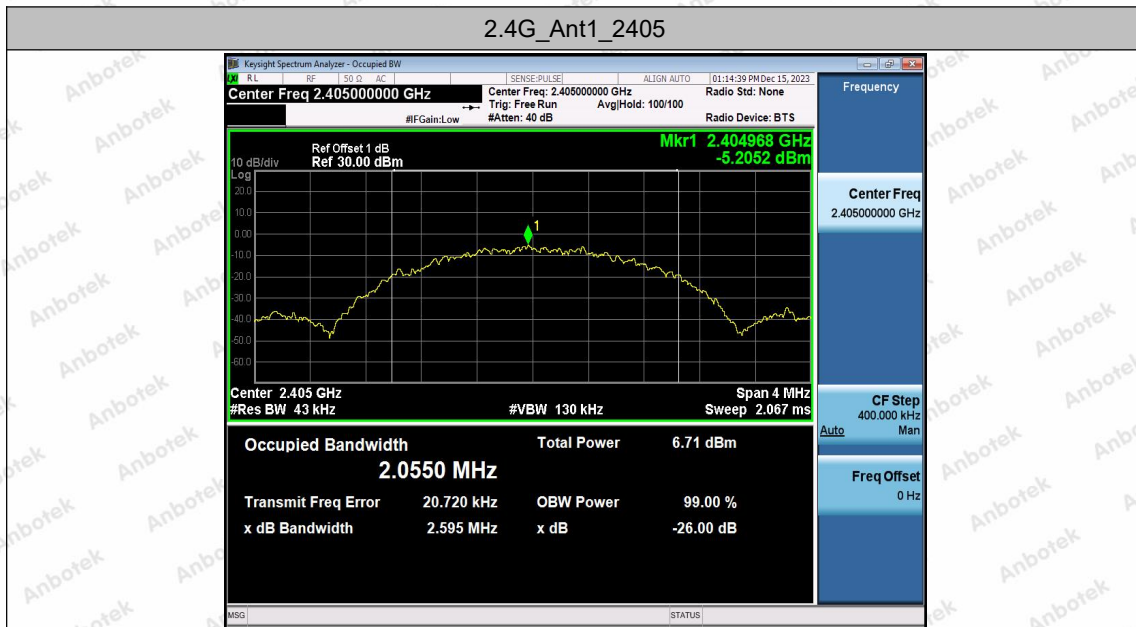 2.4G_Ant1_2405
Keysight Spectrum Analyzer - Occupied BW
LXI RL RF 50 Ω AC SENSE:PULSE ALIGN AUTO 01:14:39 PM Dec 15, 2023
Center Freq 2.405000000 GHz
Center Freq: 2.405000000 GHz
Radio Std: None
Trig: Free Run Avg|Hold: 100/100
#IFGain:Low
#Atten: 40 dB
Radio Device: BTS
Frequency
Mkr1 2.404968 GHz
-5.2052 dBm
Ref Offset 1 dB
10 dB/div Ref 30.00 dBm
Log
20.0
10.0
0.00
-10.0
-20.0
-30.0
-40.0
-50.0
-60.0
1
Center 2.405 GHz Span 4 MHz
#Res BW 43 kHz #VBW 130 kHz Sweep 2.067 ms
Occupied Bandwidth Total Power 6.71 dBm
2.0550 MHz
Transmit Freq Error 20.720 kHz OBW Power 99.00 %
x dB Bandwidth 2.595 MHz x dB -26.00 dB
Center Freq
2.405000000 GHz
CF Step
400.000 kHz
Auto Man
Freq Offset
0 Hz
MSG STATUS
Anbotek